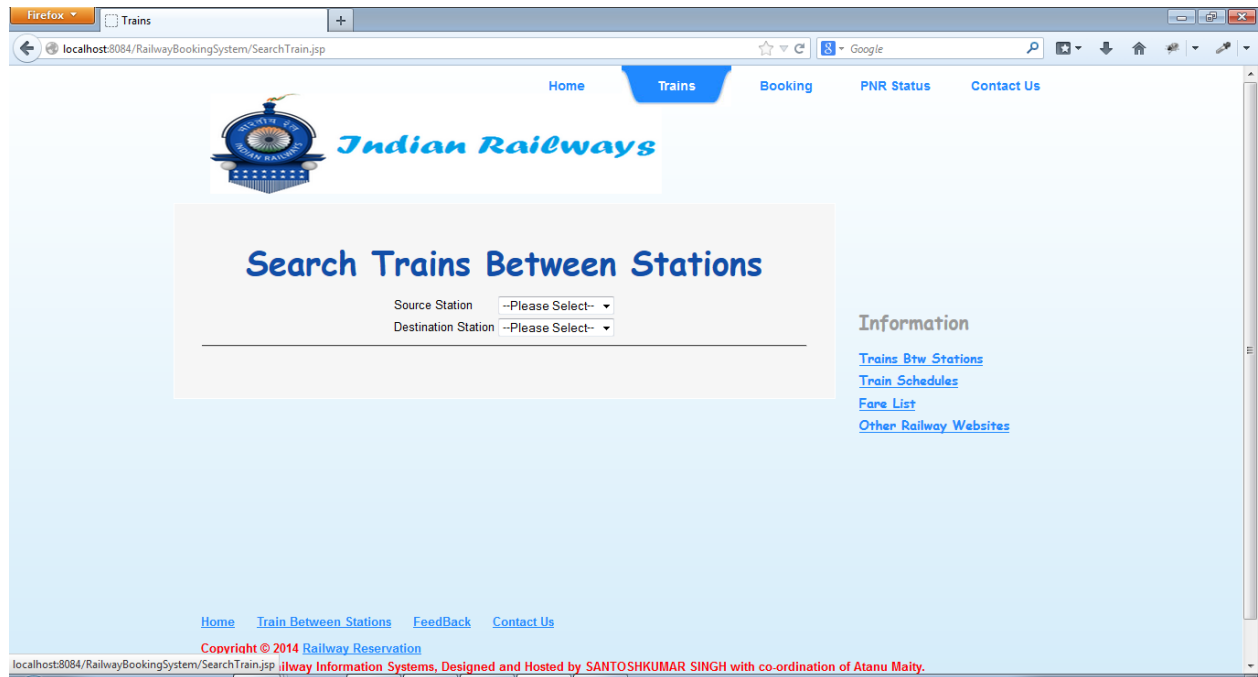 Firefox
Trains
localhost:8084/RailwayBookingSystem/SearchTrain.jsp
Google
Home Trains Booking PNR Status Contact Us
भारतीय रेल
INDIAN RAILWAYS
Indian Railways
Search Trains Between Stations
Source Station --Please Select--
Destination Station --Please Select--
Information
Trains Btw Stations
Train Schedules
Fare List
Other Railway Websites
Home Train Between Stations FeedBack Contact Us
Copyright © 2014 Railway Reservation
localhost:8084/RailwayBookingSystem/SearchTrain.jsp ilway Information Systems, Designed and Hosted by SANTOSHKUMAR SINGH with co-ordination of Atanu Maity.